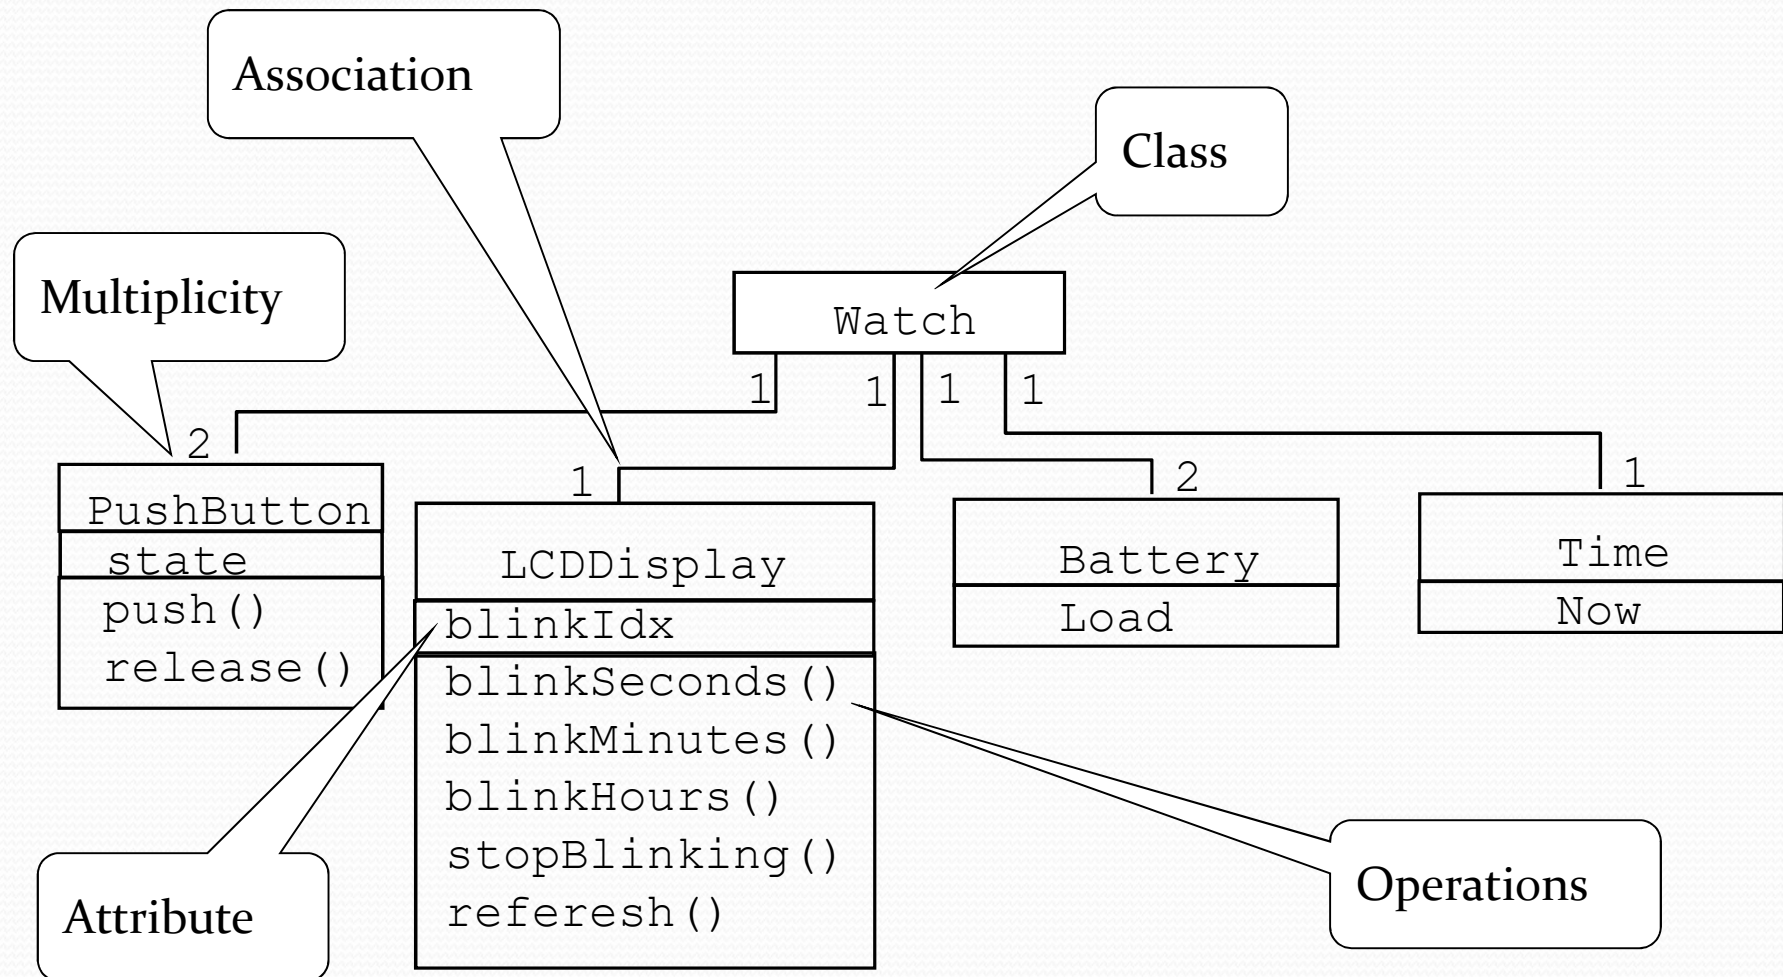 Association
Class
Multiplicity
Watch
1
1
1
1
2
1
2
1
PushButton
state
push()
release()
LCDDisplay
blinkIdx
blinkSeconds()
blinkMinutes()
blinkHours()
stopBlinking()
referesh()
Battery
Load
Time
Now
Attribute
Operations